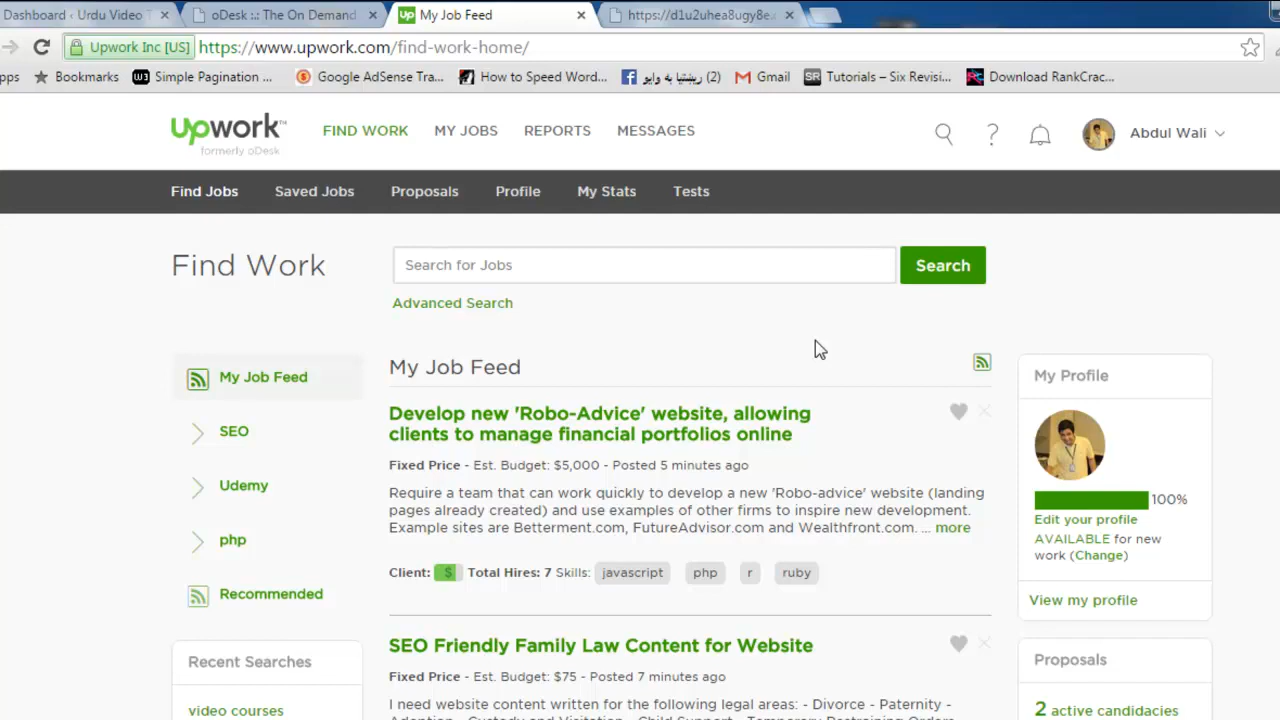 Dashboard ‹ Urdu Video T
oDesk :.: The On Demand
My Job Feed
https://d1u2uhea8ugy8e.
Upwork Inc [US]
https://www.upwork.com/find-work-home/
pps
Bookmarks
Simple Pagination ...
Google AdSense Tra...
How to Speed Word...
(2)
Gmail
Tutorials – Six Revisi...
Download RankCrac...
Upwork™
formerly oDesk
FIND WORK
MY JOBS
REPORTS
MESSAGES
Abdul Wali
Find Jobs
Saved Jobs
Proposals
Profile
My Stats
Tests
Find Work
Search for Jobs
Search
Advanced Search
My Job Feed
SEO
Udemy
php
Recommended
Recent Searches
video courses
My Job Feed
Develop new 'Robo-Advice' website, allowing
clients to manage financial portfolios online
Fixed Price - Est. Budget: $5,000 - Posted 5 minutes ago
Require a team that can work quickly to develop a new 'Robo-advice' website (landing
pages already created) and use examples of other firms to inspire new development.
Example sites are Betterment.com, FutureAdvisor.com and Wealthfront.com. ... more
Client: $ Total Hires: 7 Skills: javascript php r ruby
SEO Friendly Family Law Content for Website
Fixed Price - Est. Budget: $75 - Posted 7 minutes ago
I need website content written for the following legal areas: - Divorce - Paternity -
Adoption - Custody and Visitation - Child Support - Temporary Restraining Orders
My Profile
100%
Edit your profile
AVAILABLE for new
work (Change)
View my profile
Proposals
2 active candidacies